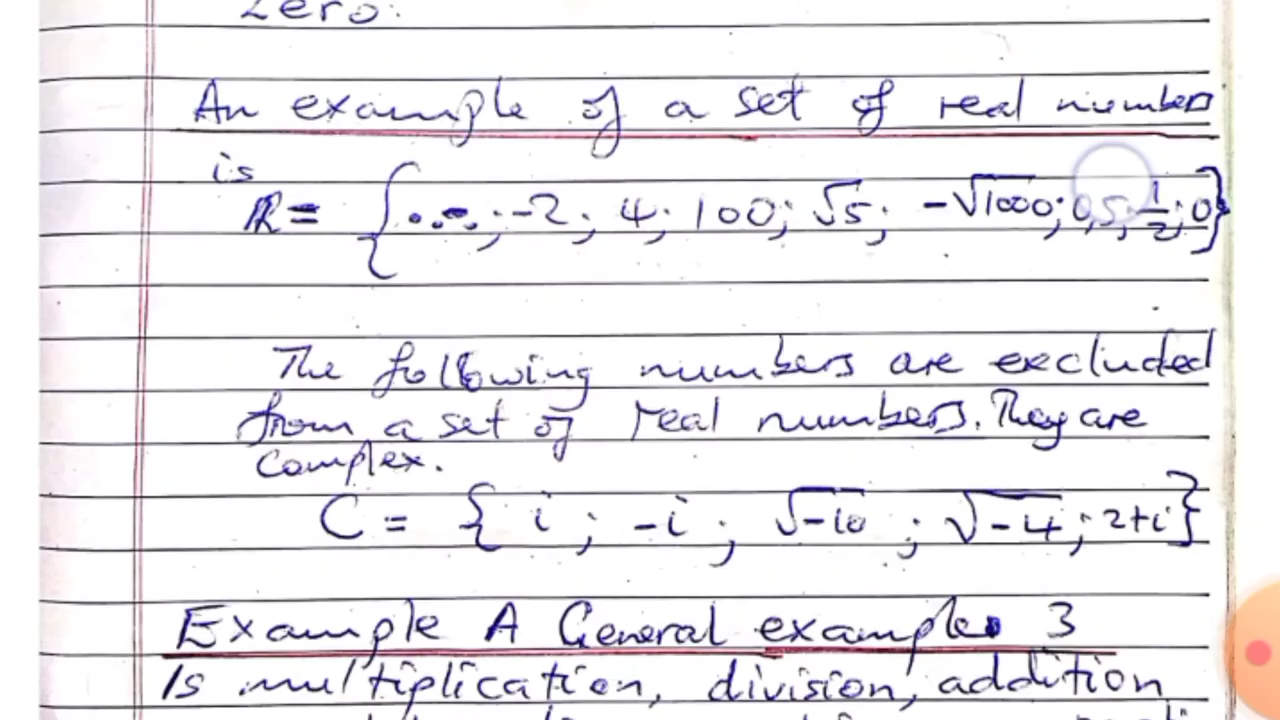 Zero.
An example of a set of real numbers
is
ℝ = {...; -2; 4; 100; √5; -√1000; 0,5; 1/2; 0}
The following numbers are excluded
from a set of real numbers. They are
complex.
C = { i ; -i ; √-10 ; √-4 ; 2+i }
Example A General example 3
Is multiplication, division, addition